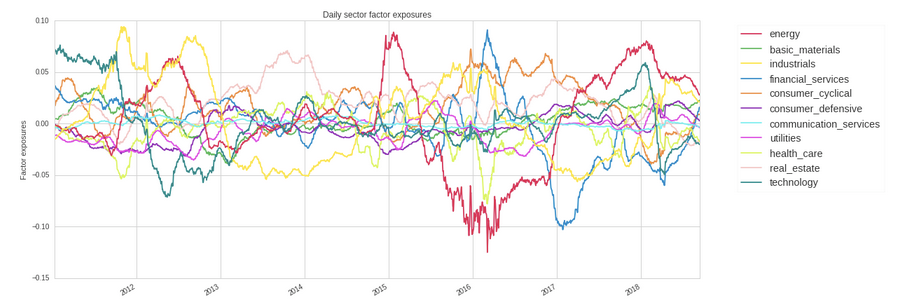 Daily sector factor exposures
Factor exposures
0.10
0.05
0.00
−0.05
−0.10
−0.15
2012
2013
2014
2015
2016
2017
2018
energy
basic_materials
industrials
financial_services
consumer_cyclical
consumer_defensive
communication_services
utilities
health_care
real_estate
technology